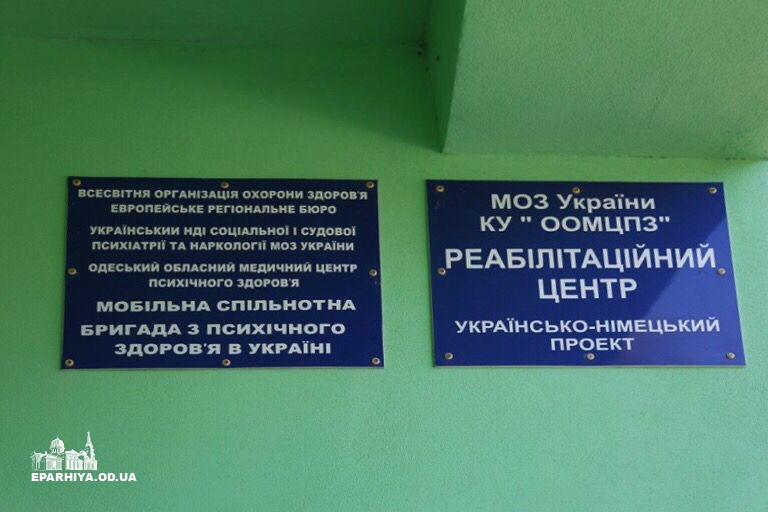 ВСЕСВІТНЯ ОРГАНІЗАЦІЯ ОХОРОНИ ЗДОРОВ'Я
ЕВРОПЕЙСЬКЕ РЕГІОНАЛЬНЕ БЮРО
УКРАЇНСЬКИЙ НДІ СОЦІАЛЬНОЇ І СУДОВОЇ
ПСИХІАТРІЇ ТА НАРКОЛОГІЇ МОЗ УКРАЇНИ
ОДЕСЬКИЙ ОБЛАСНИЙ МЕДИЧНИЙ ЦЕНТР
ПСИХІЧНОГО ЗДОРОВ'Я
МОБІЛЬНА СПІЛЬНОТНА
БРИГАДА З ПСИХІЧНОГО
ЗДОРОВ'Я В УКРАЇНІ
МОЗ України
КУ " ООМЦПЗ"
РЕАБІЛІТАЦІЙНИЙ
ЦЕНТР
УКРАЇНСЬКО-НІМЕЦЬКИЙ
ПРОЕКТ
EPARHIYA.OD.UA